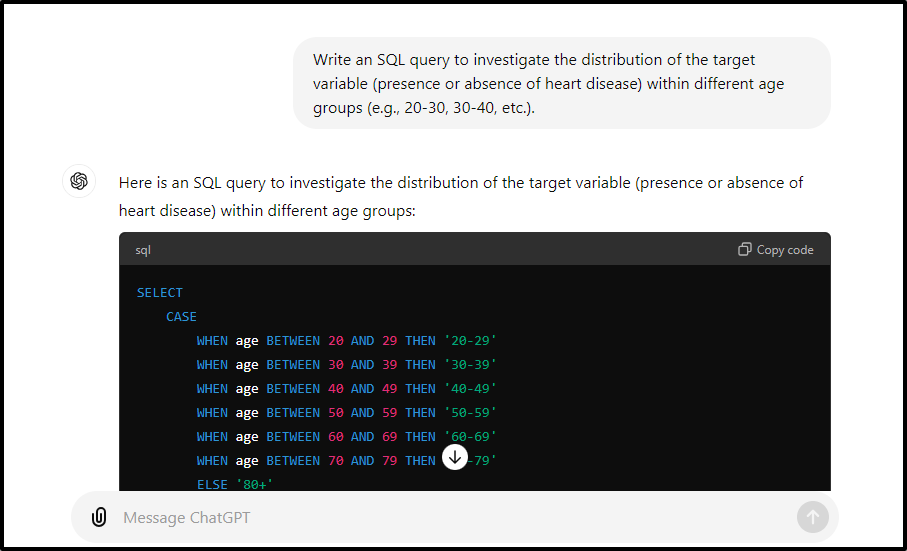 Write an SQL query to investigate the distribution of the target
variable (presence or absence of heart disease) within different age
groups (e.g., 20-30, 30-40, etc.).
Here is an SQL query to investigate the distribution of the target variable (presence or absence of
heart disease) within different age groups:
sql Copy code
SELECT
CASE
WHEN age BETWEEN 20 AND 29 THEN '20-29'
WHEN age BETWEEN 30 AND 39 THEN '30-39'
WHEN age BETWEEN 40 AND 49 THEN '40-49'
WHEN age BETWEEN 50 AND 59 THEN '50-59'
WHEN age BETWEEN 60 AND 69 THEN '60-69'
WHEN age BETWEEN 70 AND 79 THEN -79'
ELSE '80+'
Message ChatGPT